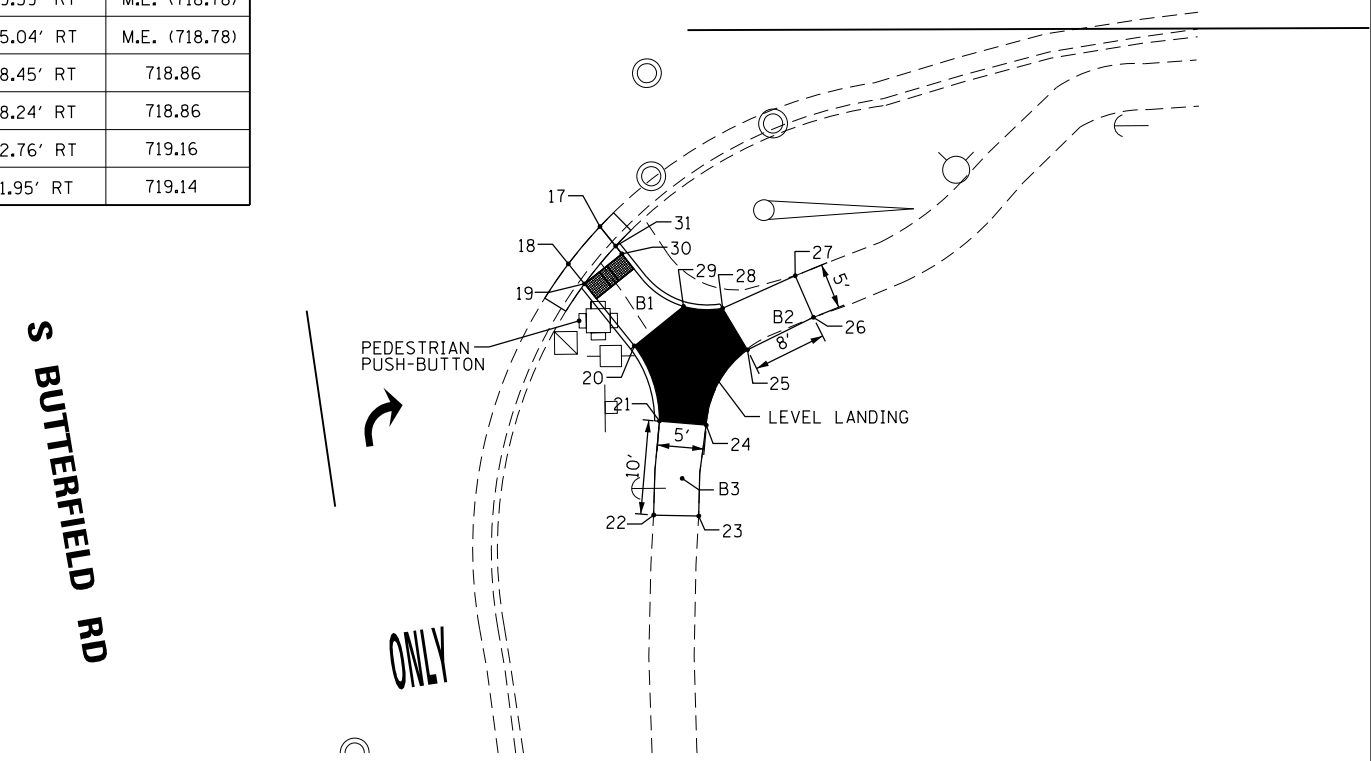 M.E. (718.78)
5.04' RT M.E. (718.78)
8.45' RT 718.86
8.24' RT 718.86
2.76' RT 719.16
1.95' RT 719.14
17
31
18
30
19
29
28
27
5'
B1
B2
26
8'
PEDESTRIAN
PUSH-BUTTON
20
25
21
LEVEL LANDING
5'
24
10'
B3
22
23
S BUTTERFIELD RD
ONLY